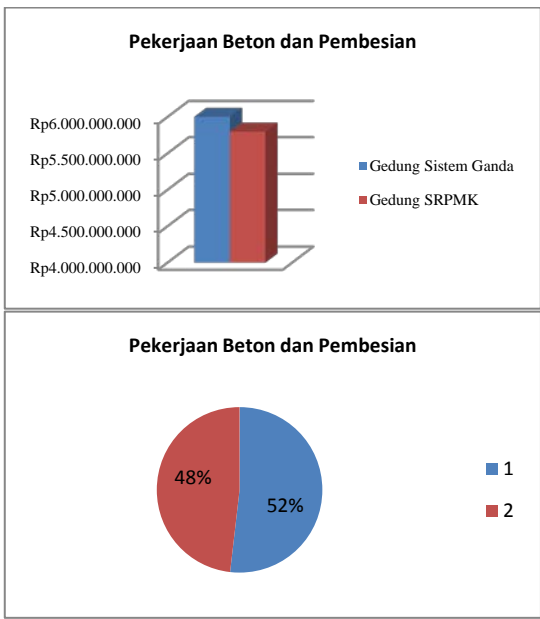 Pekerjaan Beton dan Pembesian
Rp6.000.000.000
Rp5.500.000.000
Rp5.000.000.000
Rp4.500.000.000
Rp4.000.000.000
Gedung Sistem Ganda
Gedung SRPMK
Pekerjaan Beton dan Pembesian
48%
52%
1
2